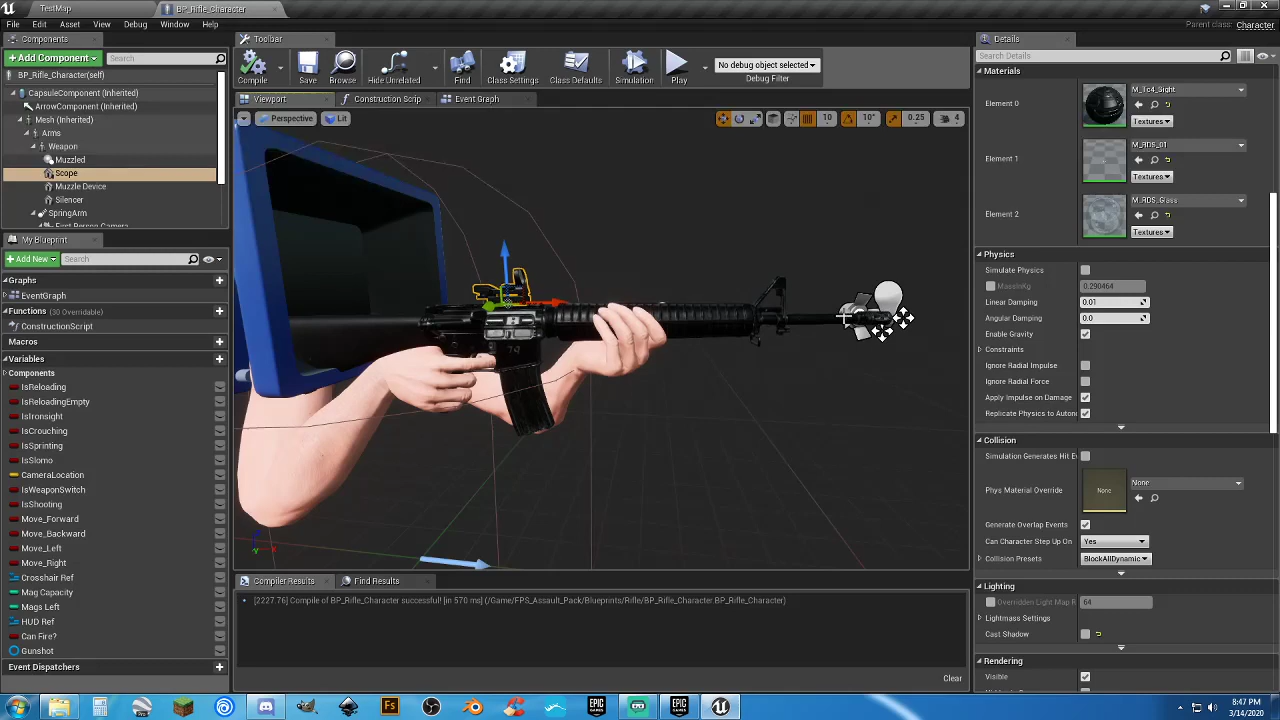 TestMap
BP_Rifle_Character
File
Edit
Asset
View
Debug
Window
Help
Parent class: Character
Components
+Add Component
Search
BP_Rifle_Character(self)
CapsuleComponent (Inherited)
ArrowComponent (Inherited)
Mesh (Inherited)
Arms
Weapon
Muzzled
Scope
Muzzle Device
Silencer
SpringArm
First Person Camera
My Blueprint
+Add New
Search
Graphs
EventGraph
Functions (30 Overridable)
ConstructionScript
Macros
Variables
Components
IsReloading
IsReloadingEmpty
IsIronsight
IsCrouching
IsSprinting
IsSlomo
CameraLocation
IsWeaponSwitch
IsShooting
Move_Forward
Move_Backward
Move_Left
Move_Right
Crosshair Ref
Mag Capacity
Mags Left
HUD Ref
Can Fire?
Gunshot
Event Dispatchers
Toolbar
Compile
Save
Browse
Hide Unrelated
Find
Class Settings
Class Defaults
Simulation
Play
No debug object selected
Debug Filter
Viewport
Construction Scrip
Event Graph
Perspective
Lit
10
10°
0.25
4
Compiler Results
Find Results
[2227.76] Compile of BP_Rifle_Character successful! [in 570 ms] (/Game/FPS_Assault_Pack/Blueprints/Rifle/BP_Rifle_Character.BP_Rifle_Character)
Clear
Details
Search Details
Materials
Element 0
M_Tc4_Sight
Textures
Element 1
M_RDS_01
Textures
Element 2
M_RDS_Glass
Textures
Physics
Simulate Physics
MassInKg
0.290464
Linear Damping
0.01
Angular Damping
0.0
Enable Gravity
Constraints
Ignore Radial Impulse
Ignore Radial Force
Apply Impulse on Damage
Replicate Physics to Auton
Collision
Simulation Generates Hit E
Phys Material Override
None
None
Generate Overlap Events
Can Character Step Up On
Yes
Collision Presets
BlockAllDynamic
Lighting
Overridden Light Map R
64
Lightmass Settings
Cast Shadow
Rendering
Visible
Fs
EPIC GAMES
EPIC GAMES
8:47 PM
3/14/2020